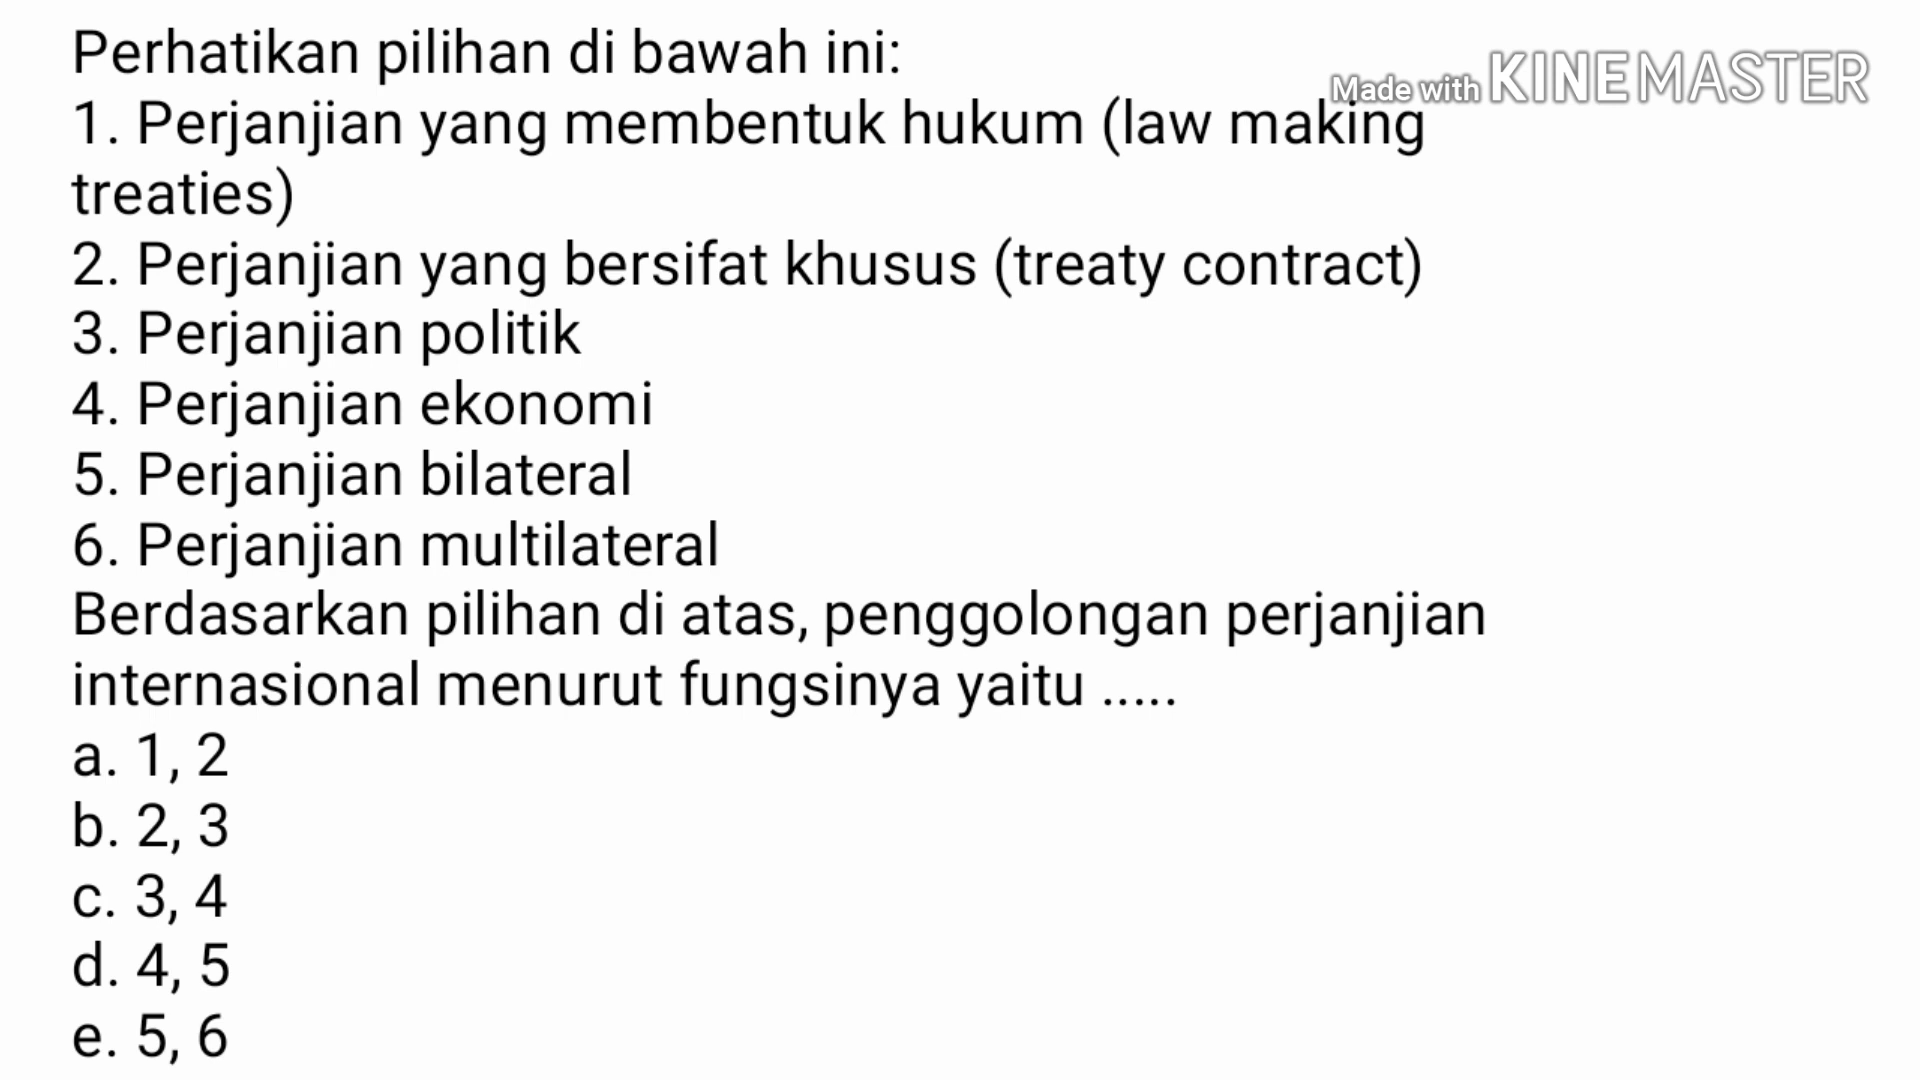 Perhatikan pilihan di bawah ini:
Made with KINEMASTER
1. Perjanjian yang membentuk hukum (law making
treaties)
2. Perjanjian yang bersifat khusus (treaty contract)
3. Perjanjian politik
4. Perjanjian ekonomi
5. Perjanjian bilateral
6. Perjanjian multilateral
Berdasarkan pilihan di atas, penggolongan perjanjian
internasional menurut fungsinya yaitu .....
a. 1, 2
b. 2, 3
c. 3, 4
d. 4, 5
e. 5, 6